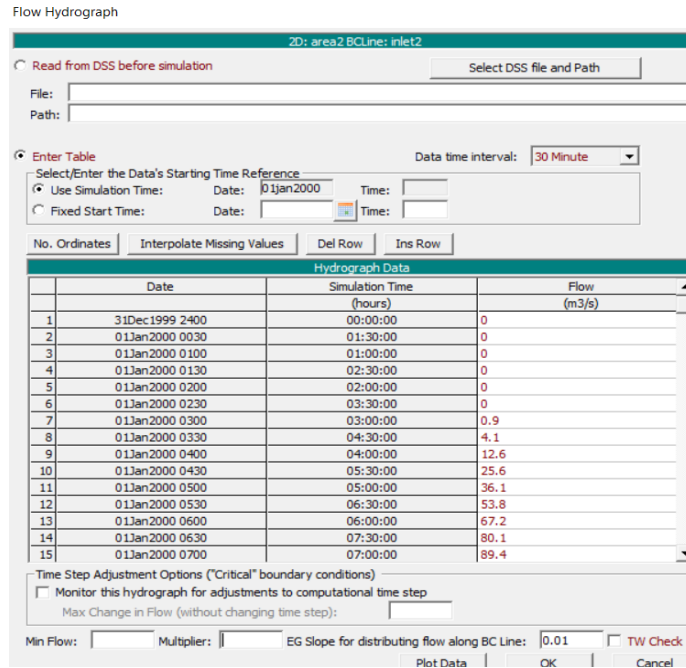 Flow Hydrograph
2D: area2 BCLine: inlet2
Read from DSS before simulation Select DSS file and Path
File:
Path:
Enter Table Data time interval: 30 Minute
Select/Enter the Data's Starting Time Reference
Use Simulation Time: Date: 01jan2000 Time:
Fixed Start Time: Date: Time:
No. Ordinates Interpolate Missing Values Del Row Ins Row
Hydrograph Data
Date Simulation Time Flow
(hours) (m3/s)
1 31Dec1999 2400 00:00:00 0
2 01Jan2000 0030 01:30:00 0
3 01Jan2000 0100 01:00:00 0
4 01Jan2000 0130 02:30:00 0
5 01Jan2000 0200 02:00:00 0
6 01Jan2000 0230 03:30:00 0
7 01Jan2000 0300 03:00:00 0.9
8 01Jan2000 0330 04:30:00 4.1
9 01Jan2000 0400 04:00:00 12.6
10 01Jan2000 0430 05:30:00 25.6
11 01Jan2000 0500 05:00:00 36.1
12 01Jan2000 0530 06:30:00 53.8
13 01Jan2000 0600 06:00:00 67.2
14 01Jan2000 0630 07:30:00 80.1
15 01Jan2000 0700 07:00:00 89.4
Time Step Adjustment Options ("Critical" boundary conditions)
Monitor this hydrograph for adjustments to computational time step
Max Change in Flow (without changing time step):
Min Flow: Multiplier: EG Slope for distributing flow along BC Line: 0.01 TW Check
Plot Data OK Cancel